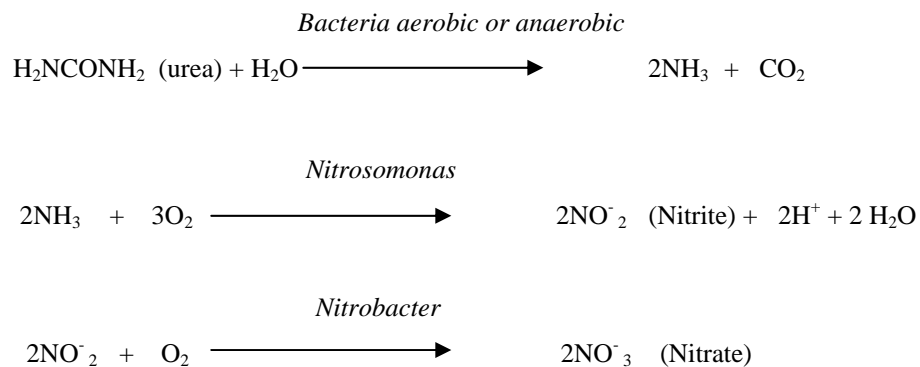 Bacteria aerobic or anaerobic
H₂NCONH₂ (urea) + H₂O ⟶ 2NH₃ + CO₂
Nitrosomonas
2NH₃ + 3O₂ ⟶ 2NO⁻₂ (Nitrite) + 2H⁺ + 2 H₂O
Nitrobacter
2NO⁻₂ + O₂ ⟶ 2NO⁻₃ (Nitrate)